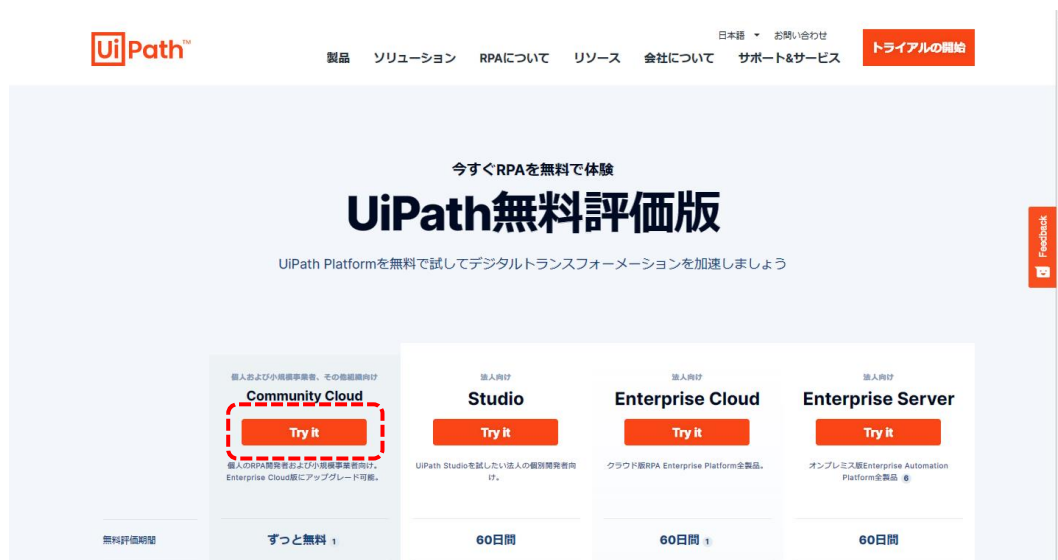 UiPath™
日本語 お問い合わせ
トライアルの開始
製品 ソリューション RPAについて リソース 会社について サポート&サービス
今すぐRPAを無料で体験
UiPath無料評価版
UiPath Platformを無料で試してデジタルトランスフォーメーションを加速しましょう
Feedback
個人および小規模事業者、その他組織向け
Community Cloud
Try it
個人のRPA開発者および小規模事業者向け。
Enterprise Cloud版にアップグレード可能。
法人向け
Studio
Try it
UiPath Studioを試したい法人の個別開発者向
け。
法人向け
Enterprise Cloud
Try it
クラウド版RPA Enterprise Platform全製品。
法人向け
Enterprise Server
Try it
オンプレミス版Enterprise Automation
Platform全製品 6
無料評価期間 ずっと無料 1 60日間 60日間 1 60日間